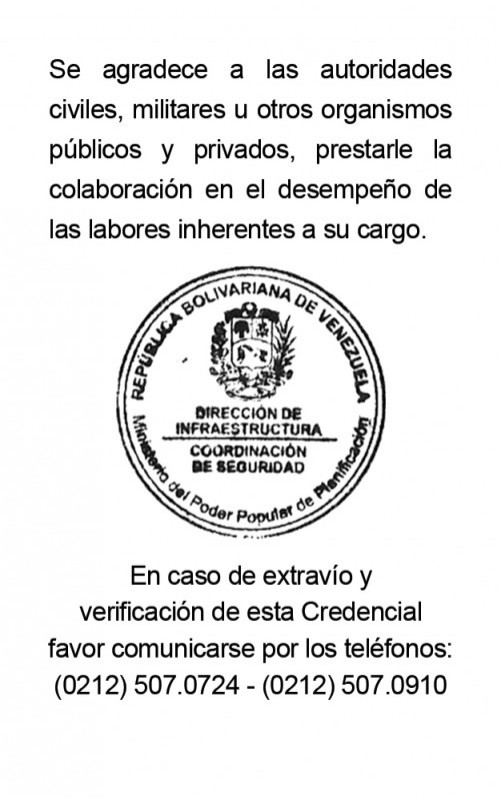 Se agradece a las autoridades
civiles, militares u otros organismos
públicos y privados, prestarle la
colaboración en el desempeño de
las labores inherentes a su cargo.
REPÚBLICA BOLIVARIANA DE VENEZUELA
DIRECCIÓN DE
INFRAESTRUCTURA
COORDINACIÓN
DE SEGURIDAD
Ministerio del Poder Popular de Planificación
En caso de extravío y
verificación de esta Credencial
favor comunicarse por los teléfonos:
(0212) 507.0724 - (0212) 507.0910